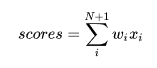 scores = \sum_{i}^{N+1} w_i x_i